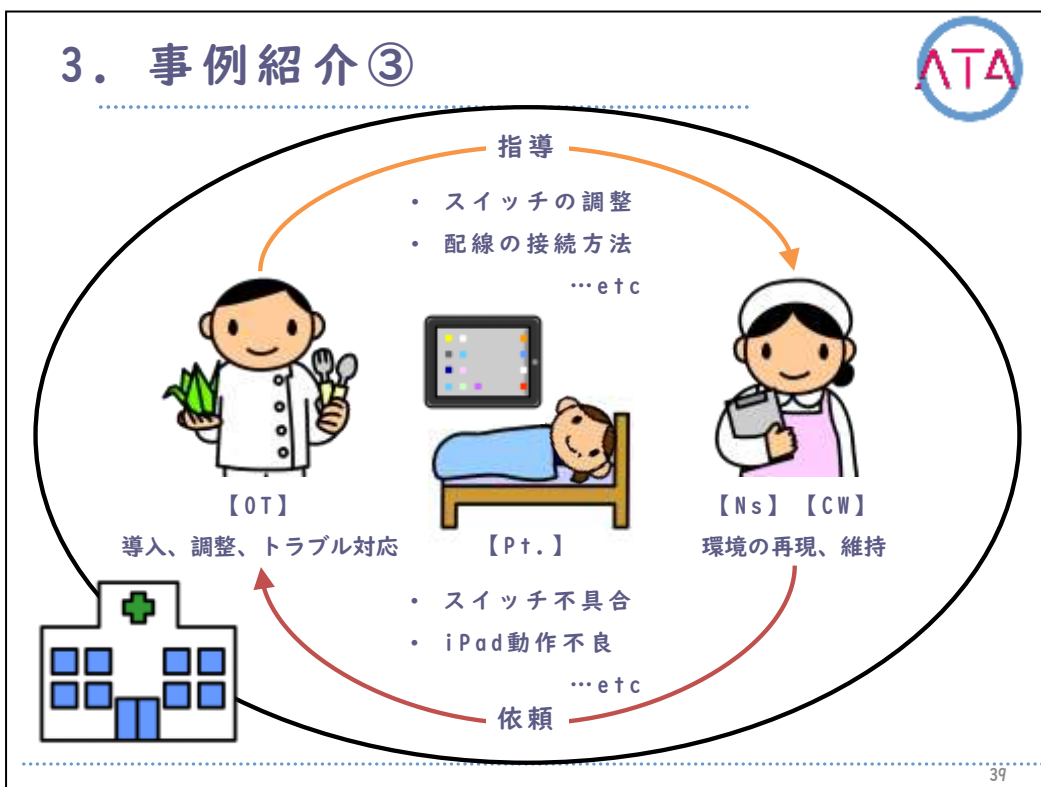 3. 事例紹介③
ATA
指導
• スイッチの調整
• 配線の接続方法
…etc
【OT】
導入、調整、トラブル対応
【Pt.】
【Ns】【CW】
環境の再現、維持
• スイッチ不具合
• iPad動作不良
…etc
依頼
39